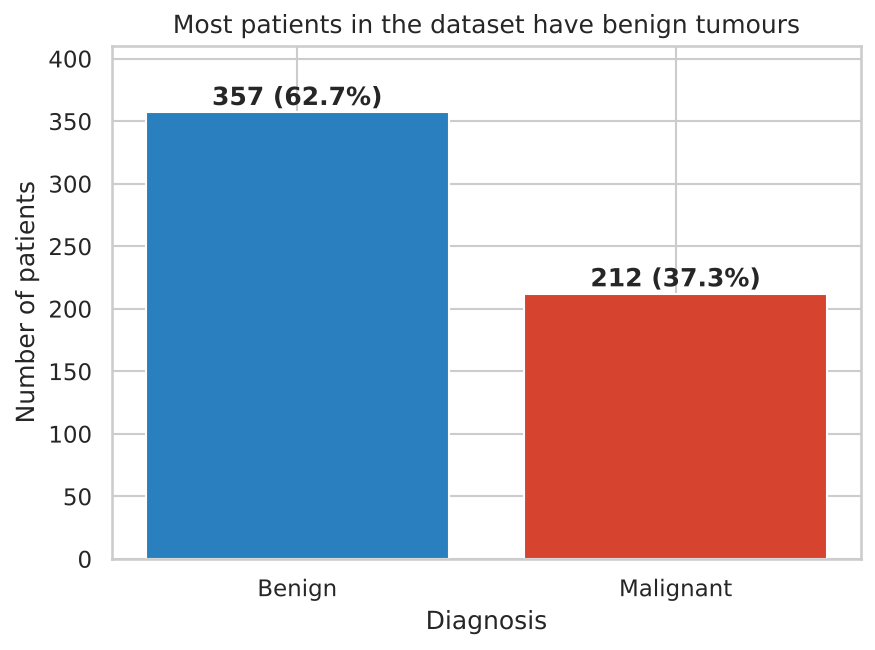 Most patients in the dataset have benign tumours
Number of patients
400
350
300
250
200
150
100
50
0
357 (62.7%)
212 (37.3%)
Benign
Malignant
Diagnosis